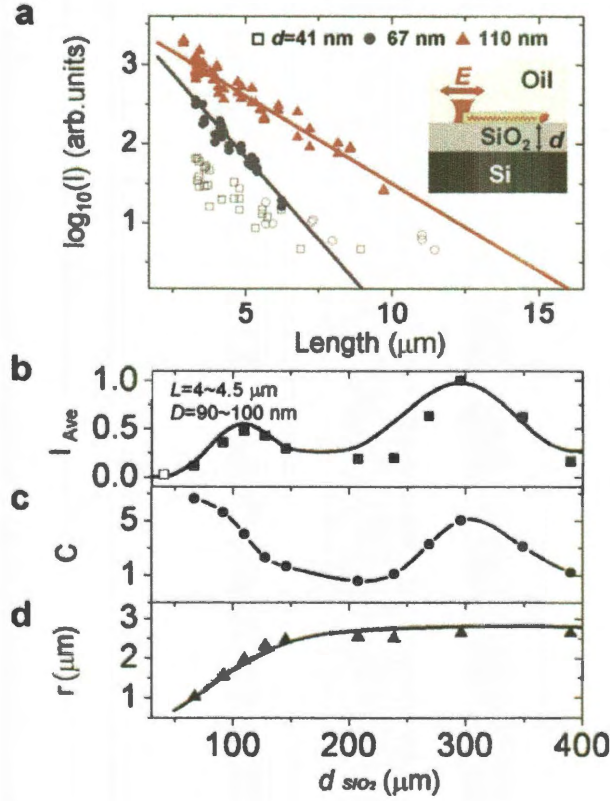 a
d=41 nm 67 nm 110 nm
3
2
1
log10(I) (arb.units)
E Oil
SiO2 d
Si
5 10 15
Length (μm)
b
L=4~4.5 μm
D=90~100 nm
1.0
0.5
0.0
I Ave
c
5
1
C
d
3
2
1
r (μm)
100 200 300 400
d SIO2 (μm)